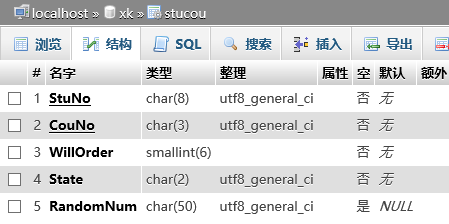 localhost » xk » stucou
浏览 结构 SQL 搜索 插入 导出
# 名字 类型 整理 属性 空 默认 额外
1 StuNo char(8) utf8_general_ci 否 无
2 CouNo char(3) utf8_general_ci 否 无
3 WillOrder smallint(6) 否 无
4 State char(2) utf8_general_ci 否 无
5 RandomNum char(50) utf8_general_ci 是 NULL